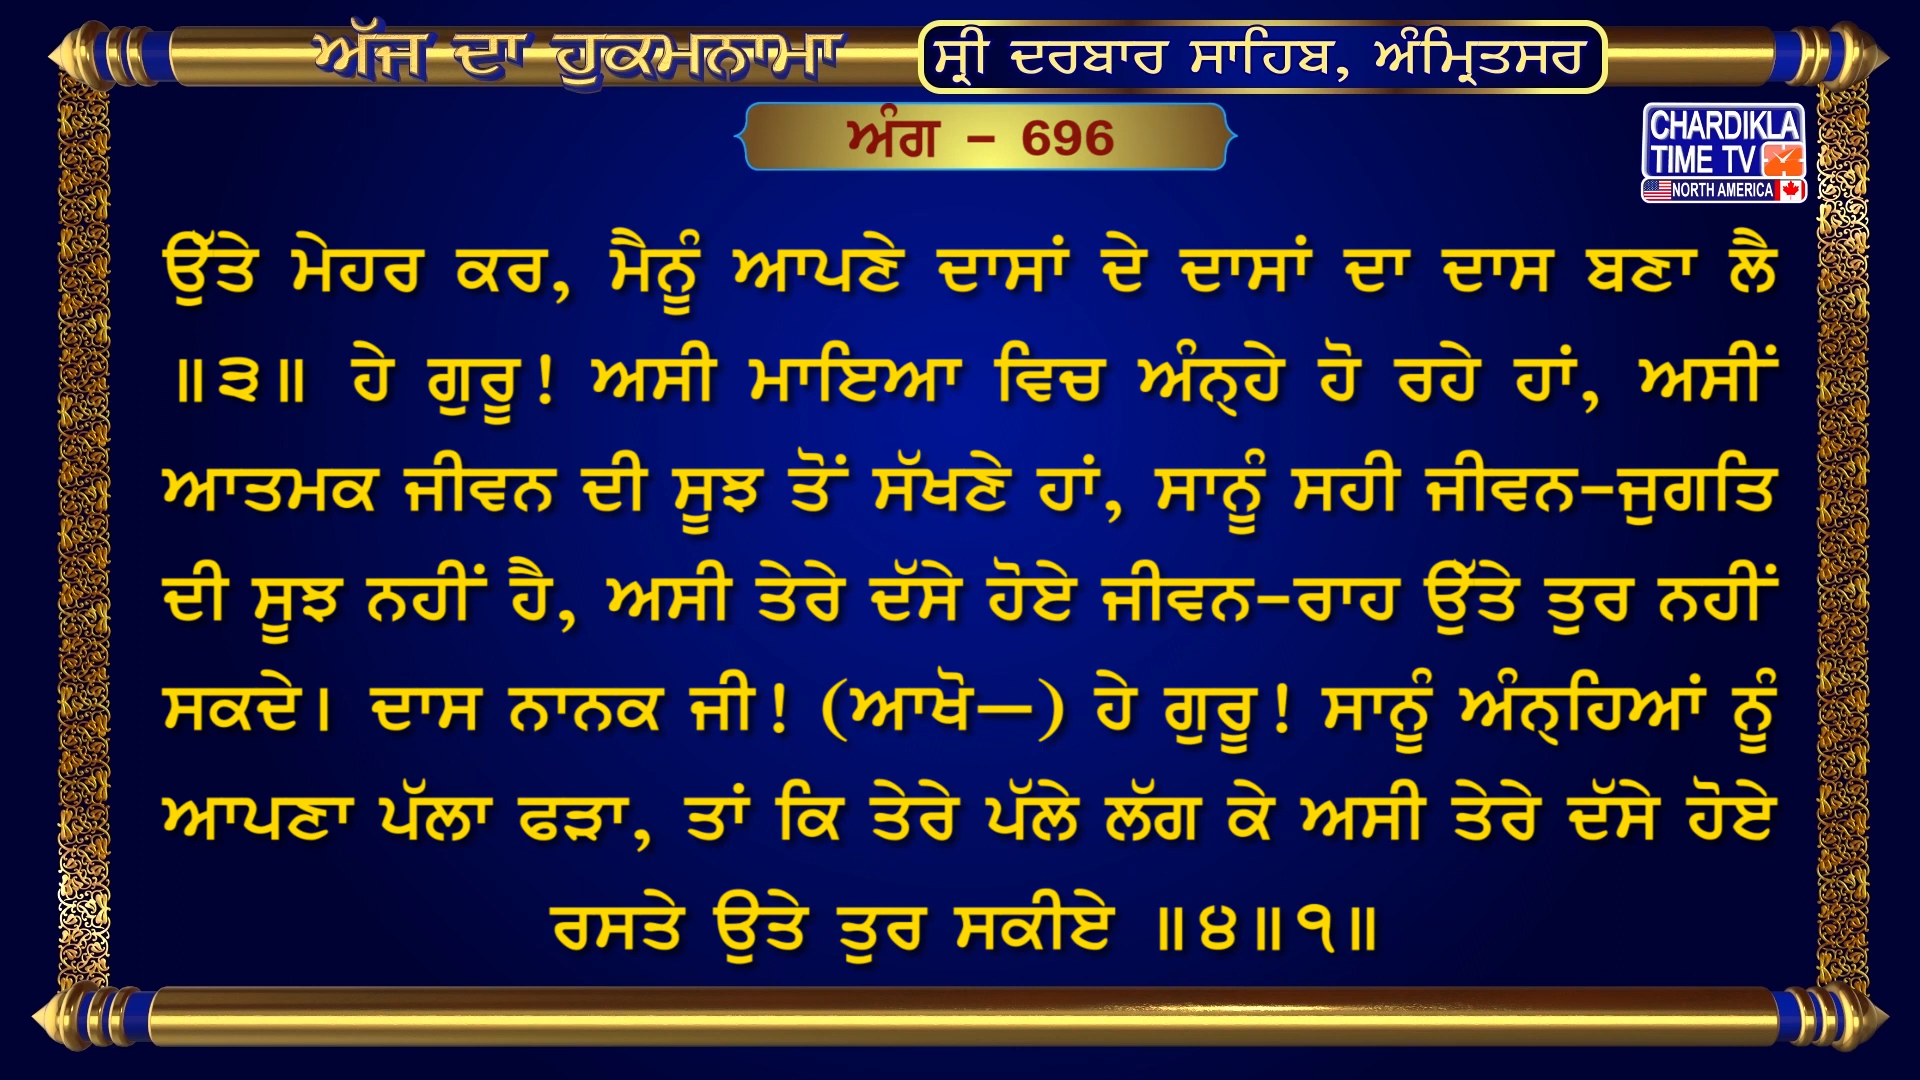 ਅੱਜ ਦਾ ਹੁਕਮਨਾਮਾ
ਸ੍ਰੀ ਦਰਬਾਰ ਸਾਹਿਬ, ਅੰਮ੍ਰਿਤਸਰ
ਅੰਗ - 696
CHARDIKLA
TIME TV
NORTH AMERICA
ਉੱਤੇ ਮੇਹਰ ਕਰ, ਮੈਨੂੰ ਆਪਣੇ ਦਾਸਾਂ ਦੇ ਦਾਸਾਂ ਦਾ ਦਾਸ ਬਣਾ ਲੈ
॥੩॥ ਹੇ ਗੁਰੂ! ਅਸੀ ਮਾਇਆ ਵਿਚ ਅੰਨ੍ਹੇ ਹੋ ਰਹੇ ਹਾਂ, ਅਸੀਂ
ਆਤਮਕ ਜੀਵਨ ਦੀ ਸੂਝ ਤੋਂ ਸੱਖਣੇ ਹਾਂ, ਸਾਨੂੰ ਸਹੀ ਜੀਵਨ-ਜੁਗਤਿ
ਦੀ ਸੂਝ ਨਹੀਂ ਹੈ, ਅਸੀ ਤੇਰੇ ਦੱਸੇ ਹੋਏ ਜੀਵਨ-ਰਾਹ ਉੱਤੇ ਤੁਰ ਨਹੀਂ
ਸਕਦੇ। ਦਾਸ ਨਾਨਕ ਜੀ! (ਆਖੋ—) ਹੇ ਗੁਰੂ! ਸਾਨੂੰ ਅੰਨ੍ਹਿਆਂ ਨੂੰ
ਆਪਣਾ ਪੱਲਾ ਫੜਾ, ਤਾਂ ਕਿ ਤੇਰੇ ਪੱਲੇ ਲੱਗ ਕੇ ਅਸੀ ਤੇਰੇ ਦੱਸੇ ਹੋਏ
ਰਸਤੇ ਉਤੇ ਤੁਰ ਸਕੀਏ ॥੪॥੧॥